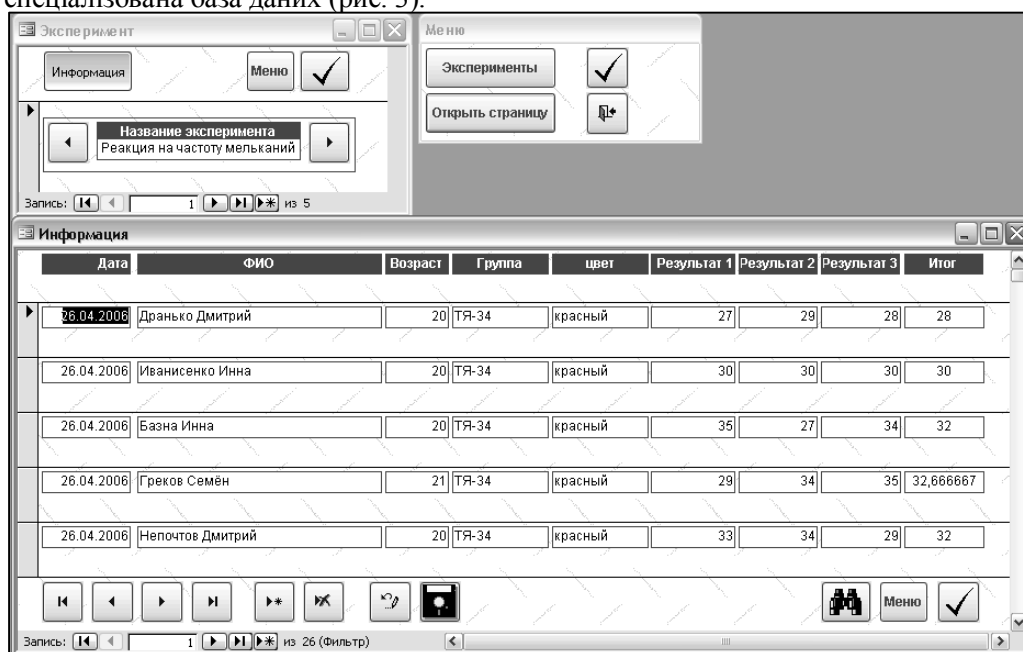 спеціалізована база даних (рис. 3).
Эксперимент
Информация Меню
Название эксперимента
Реакция на частоту мельканий
Запись: 1 из 5
Меню
Эксперименты
Открыть страницу
Информация
Дата ФИО Возраст Группа цвет Результат 1 Результат 2 Результат 3 Итог
26.04.2006 Дранько Дмитрий 20 ТЯ-34 красный 27 29 28 28
26.04.2006 Иванисенко Инна 20 ТЯ-34 красный 30 30 30 30
26.04.2006 Базна Инна 20 ТЯ-34 красный 35 27 34 32
26.04.2006 Греков Семён 21 ТЯ-34 красный 29 34 35 32,666667
26.04.2006 Непочтов Дмитрий 20 ТЯ-34 красный 33 34 29 32
Меню
Запись: 1 из 26 (Фильтр)